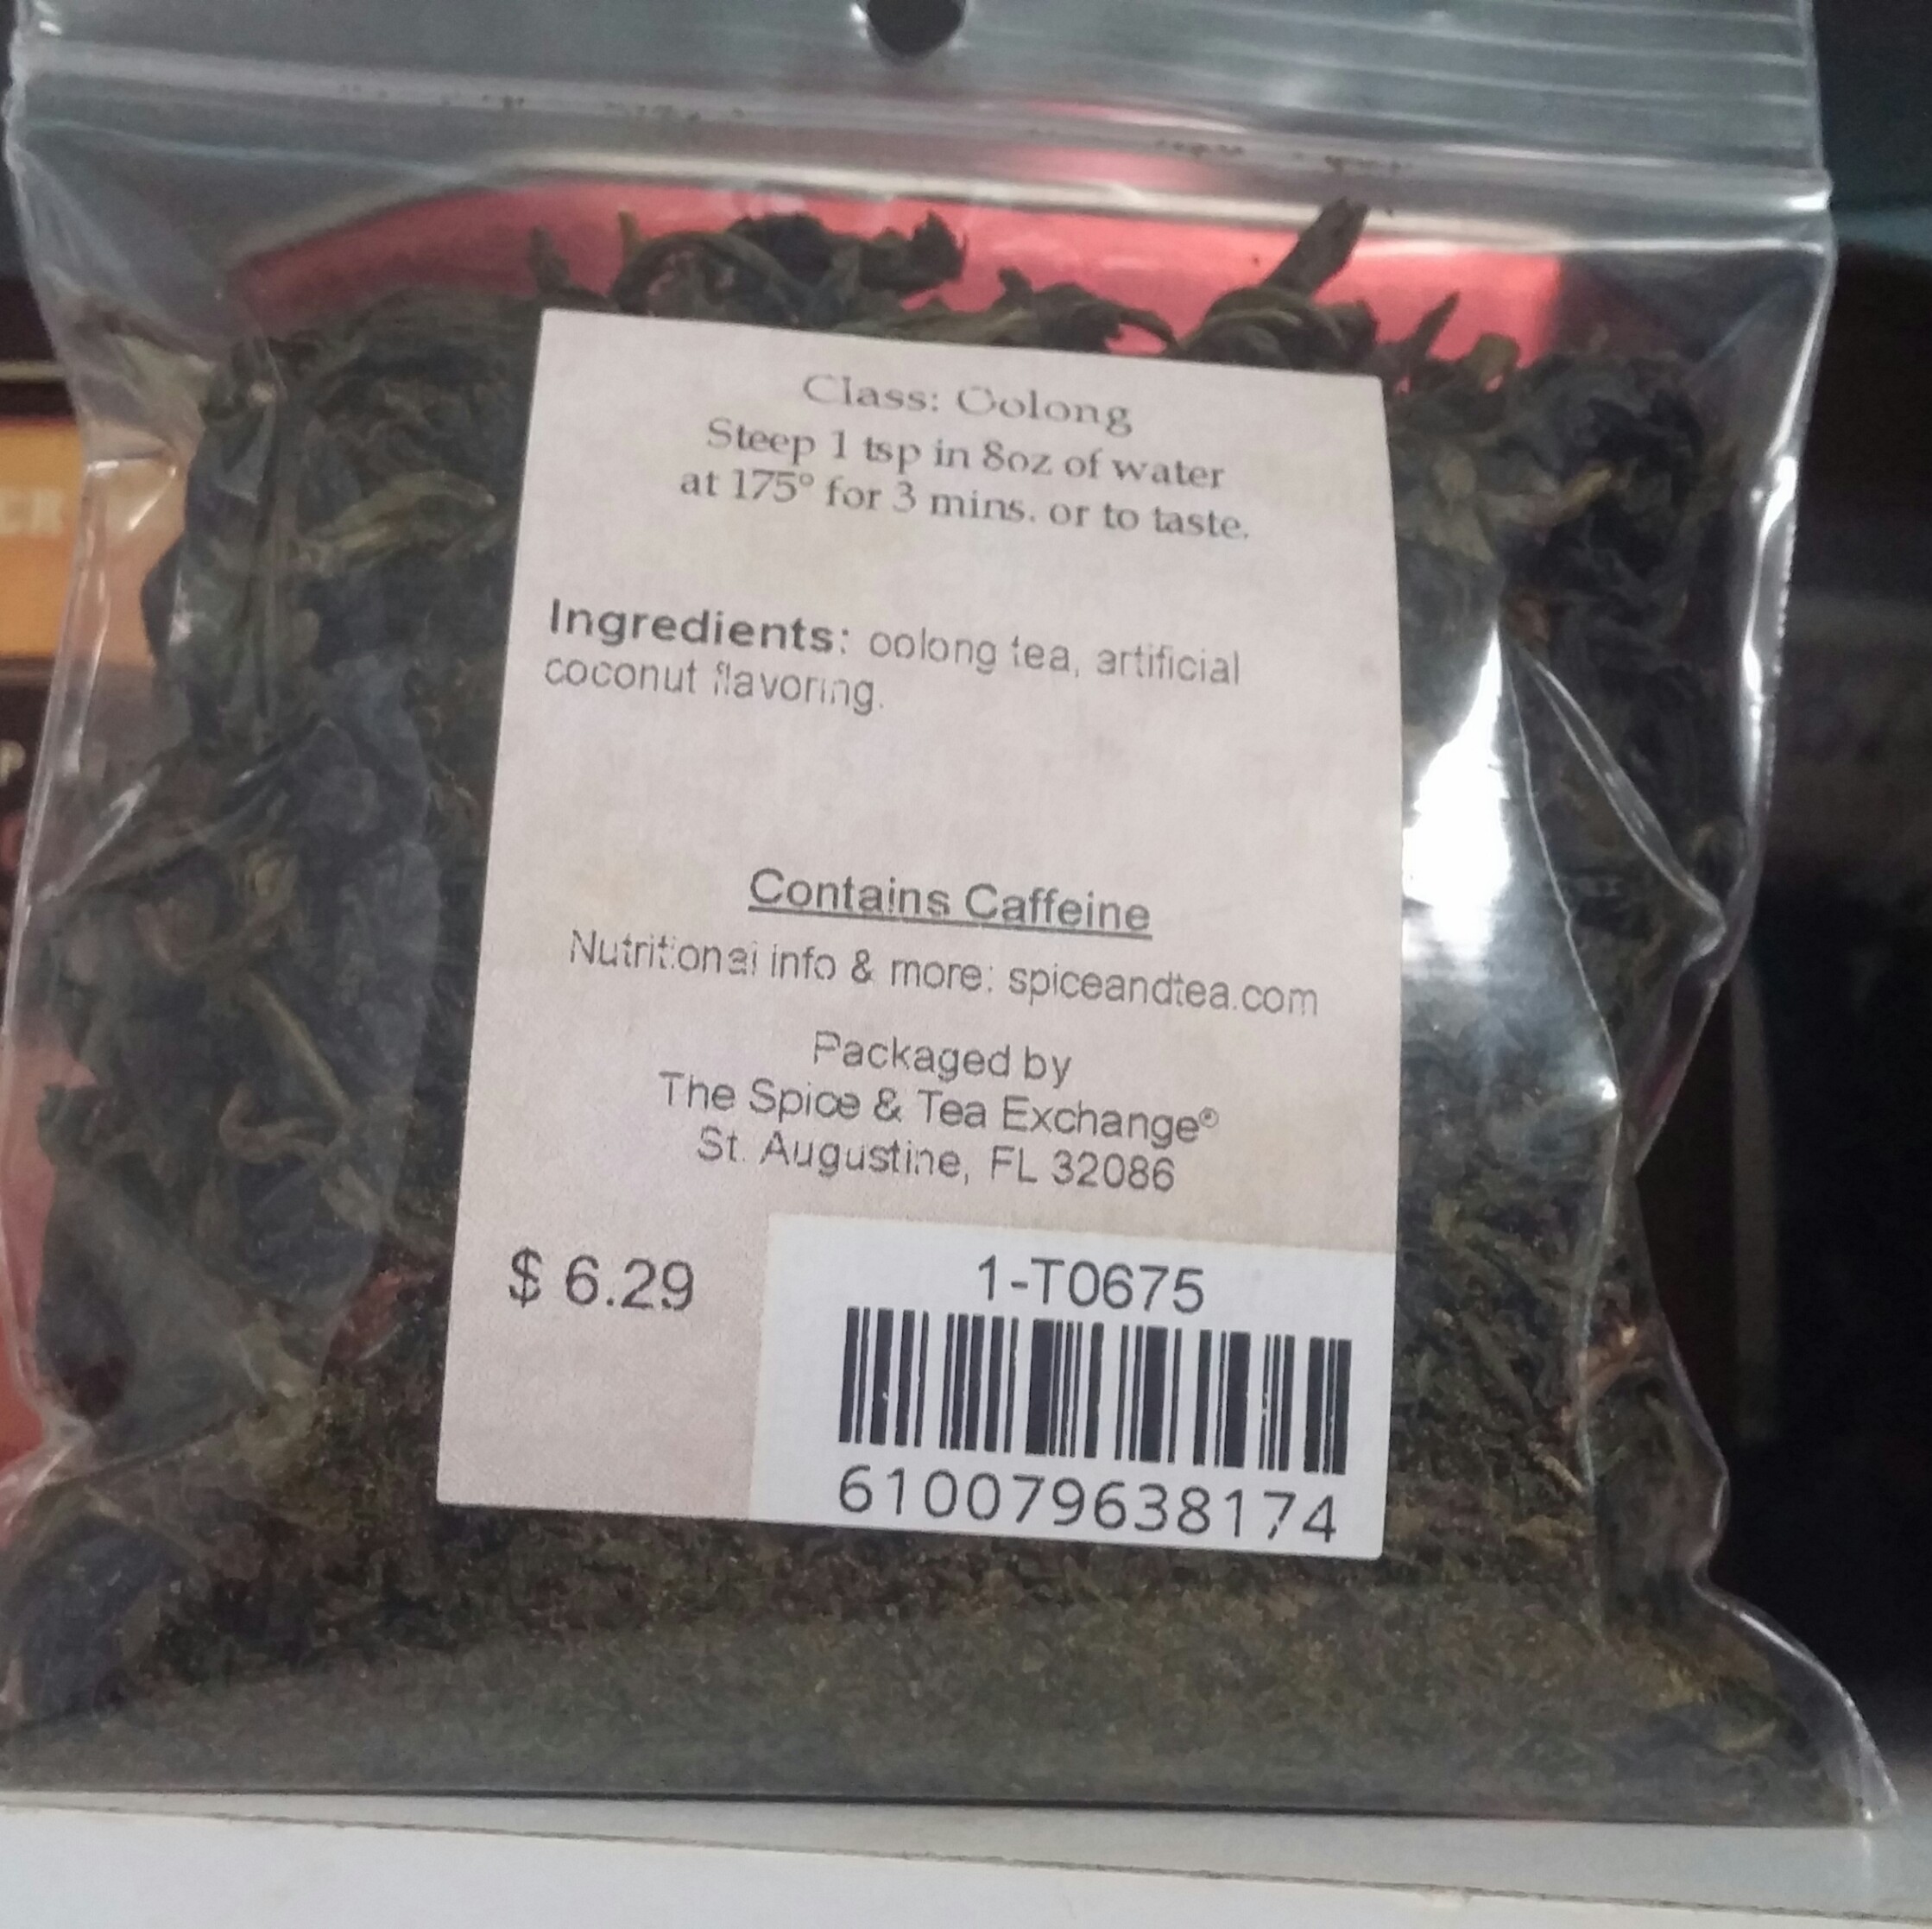 Class: Oolong
Steep 1 tsp in 8oz of water
at 175° for 3 mins. or to taste.
Ingredients: oolong tea, artificial
coconut flavoring.
Contains Caffeine
Nutritional info & more: spiceandtea.com
Packaged by
The Spice & Tea Exchange®
St. Augustine, FL 32086
$ 6.29
1-T0675
610079638174